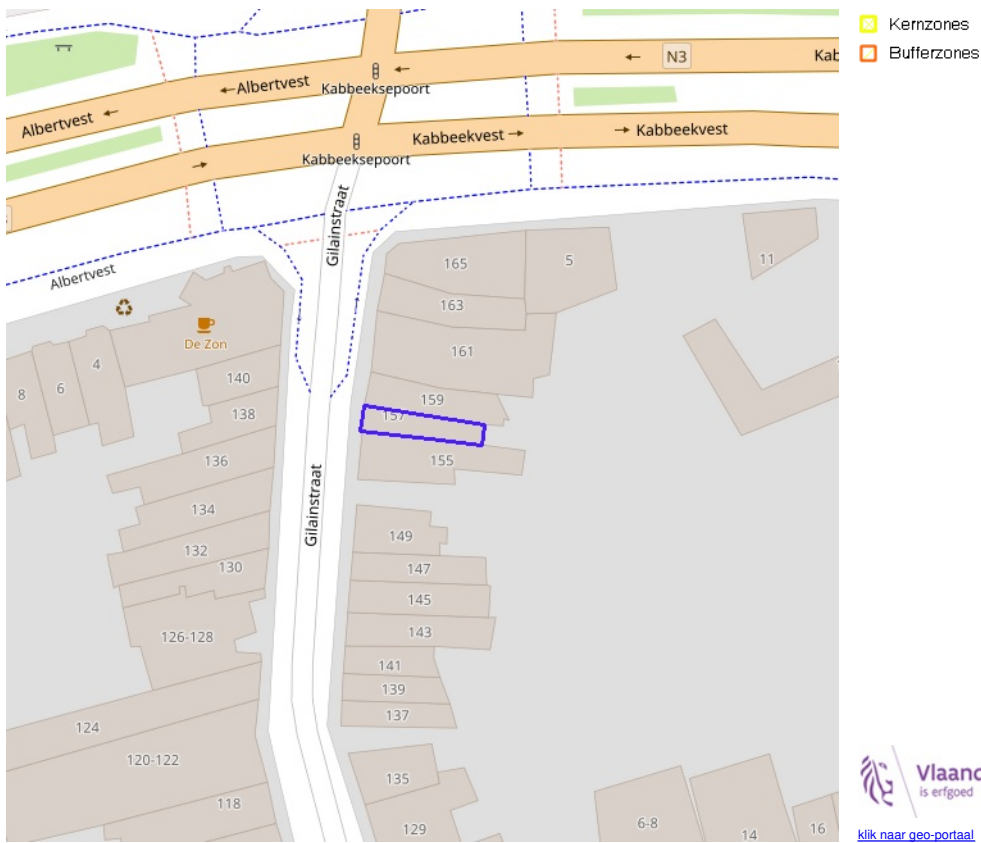 Kernzones
Bufferzones
N3
Kab
Albertvest
Kabbeeksepoort
Albertvest
Kabbeekvest
Kabbeekvest
Kabbeeksepoort
Gilainstraat
Albertvest
165
5
11
163
De Zon
161
4
6
8
140
159
138
157
136
155
Gilainstraat
134
149
132
130
147
145
126-128
143
141
139
137
124
120-122
135
118
129
6-8
14
16
Vlaand
is erfgoed
klik naar geo-portaal